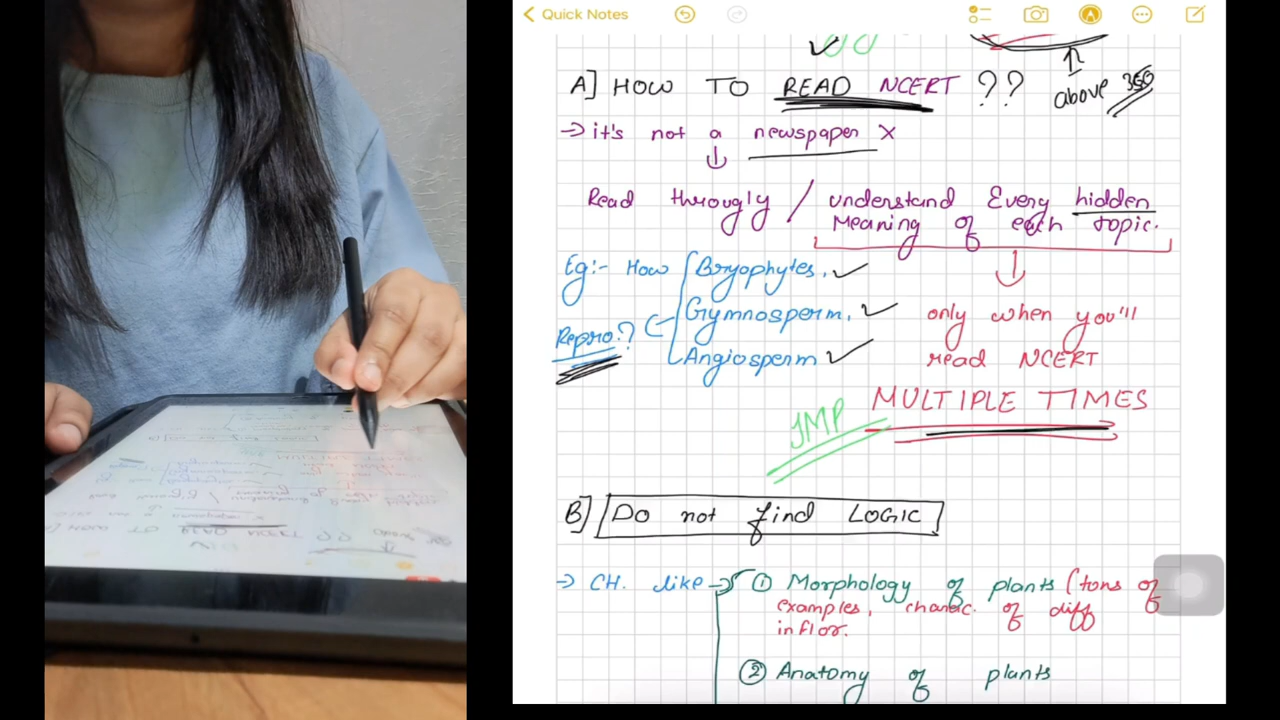 Quick Notes
A] HOW TO READ NCERT ??
above 350
→ it's not a newspaper X
Read througly / understand Every hidden
Meaning of each topic.
Eg:- How Bryophytes,
Gymnosperm,
Repro:?
Angiosperm
only when you'll
read NCERT
MULTIPLE TIMES
IMP
B] DO not find LOGIC
→ CH. like → ① Morphology of plants (tons of
examples, charac. of diff
inflor.
② Anatomy of plants